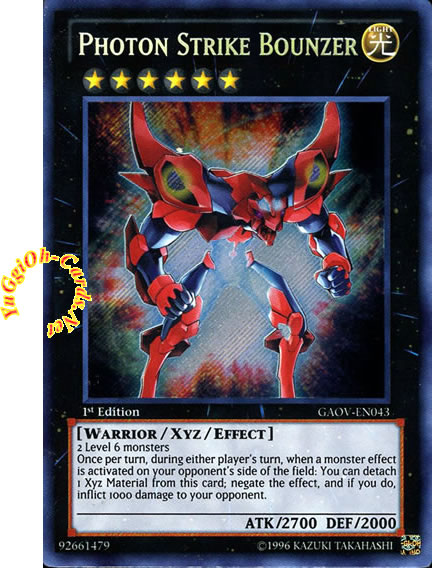 PHOTON STRIKE BOUNZER
LIGHT
光
YuGgiOh-Cards.Net
1st Edition
GAOV-EN043
[WARRIOR / XYZ / EFFECT]
2 Level 6 monsters
Once per turn, during either player's turn, when a monster effect
is activated on your opponent's side of the field: You can detach
1 Xyz Material from this card; negate the effect, and if you do,
inflict 1000 damage to your opponent.
ATK/2700 DEF/2000
92661479
©1996 KAZUKI TAKAHASHI